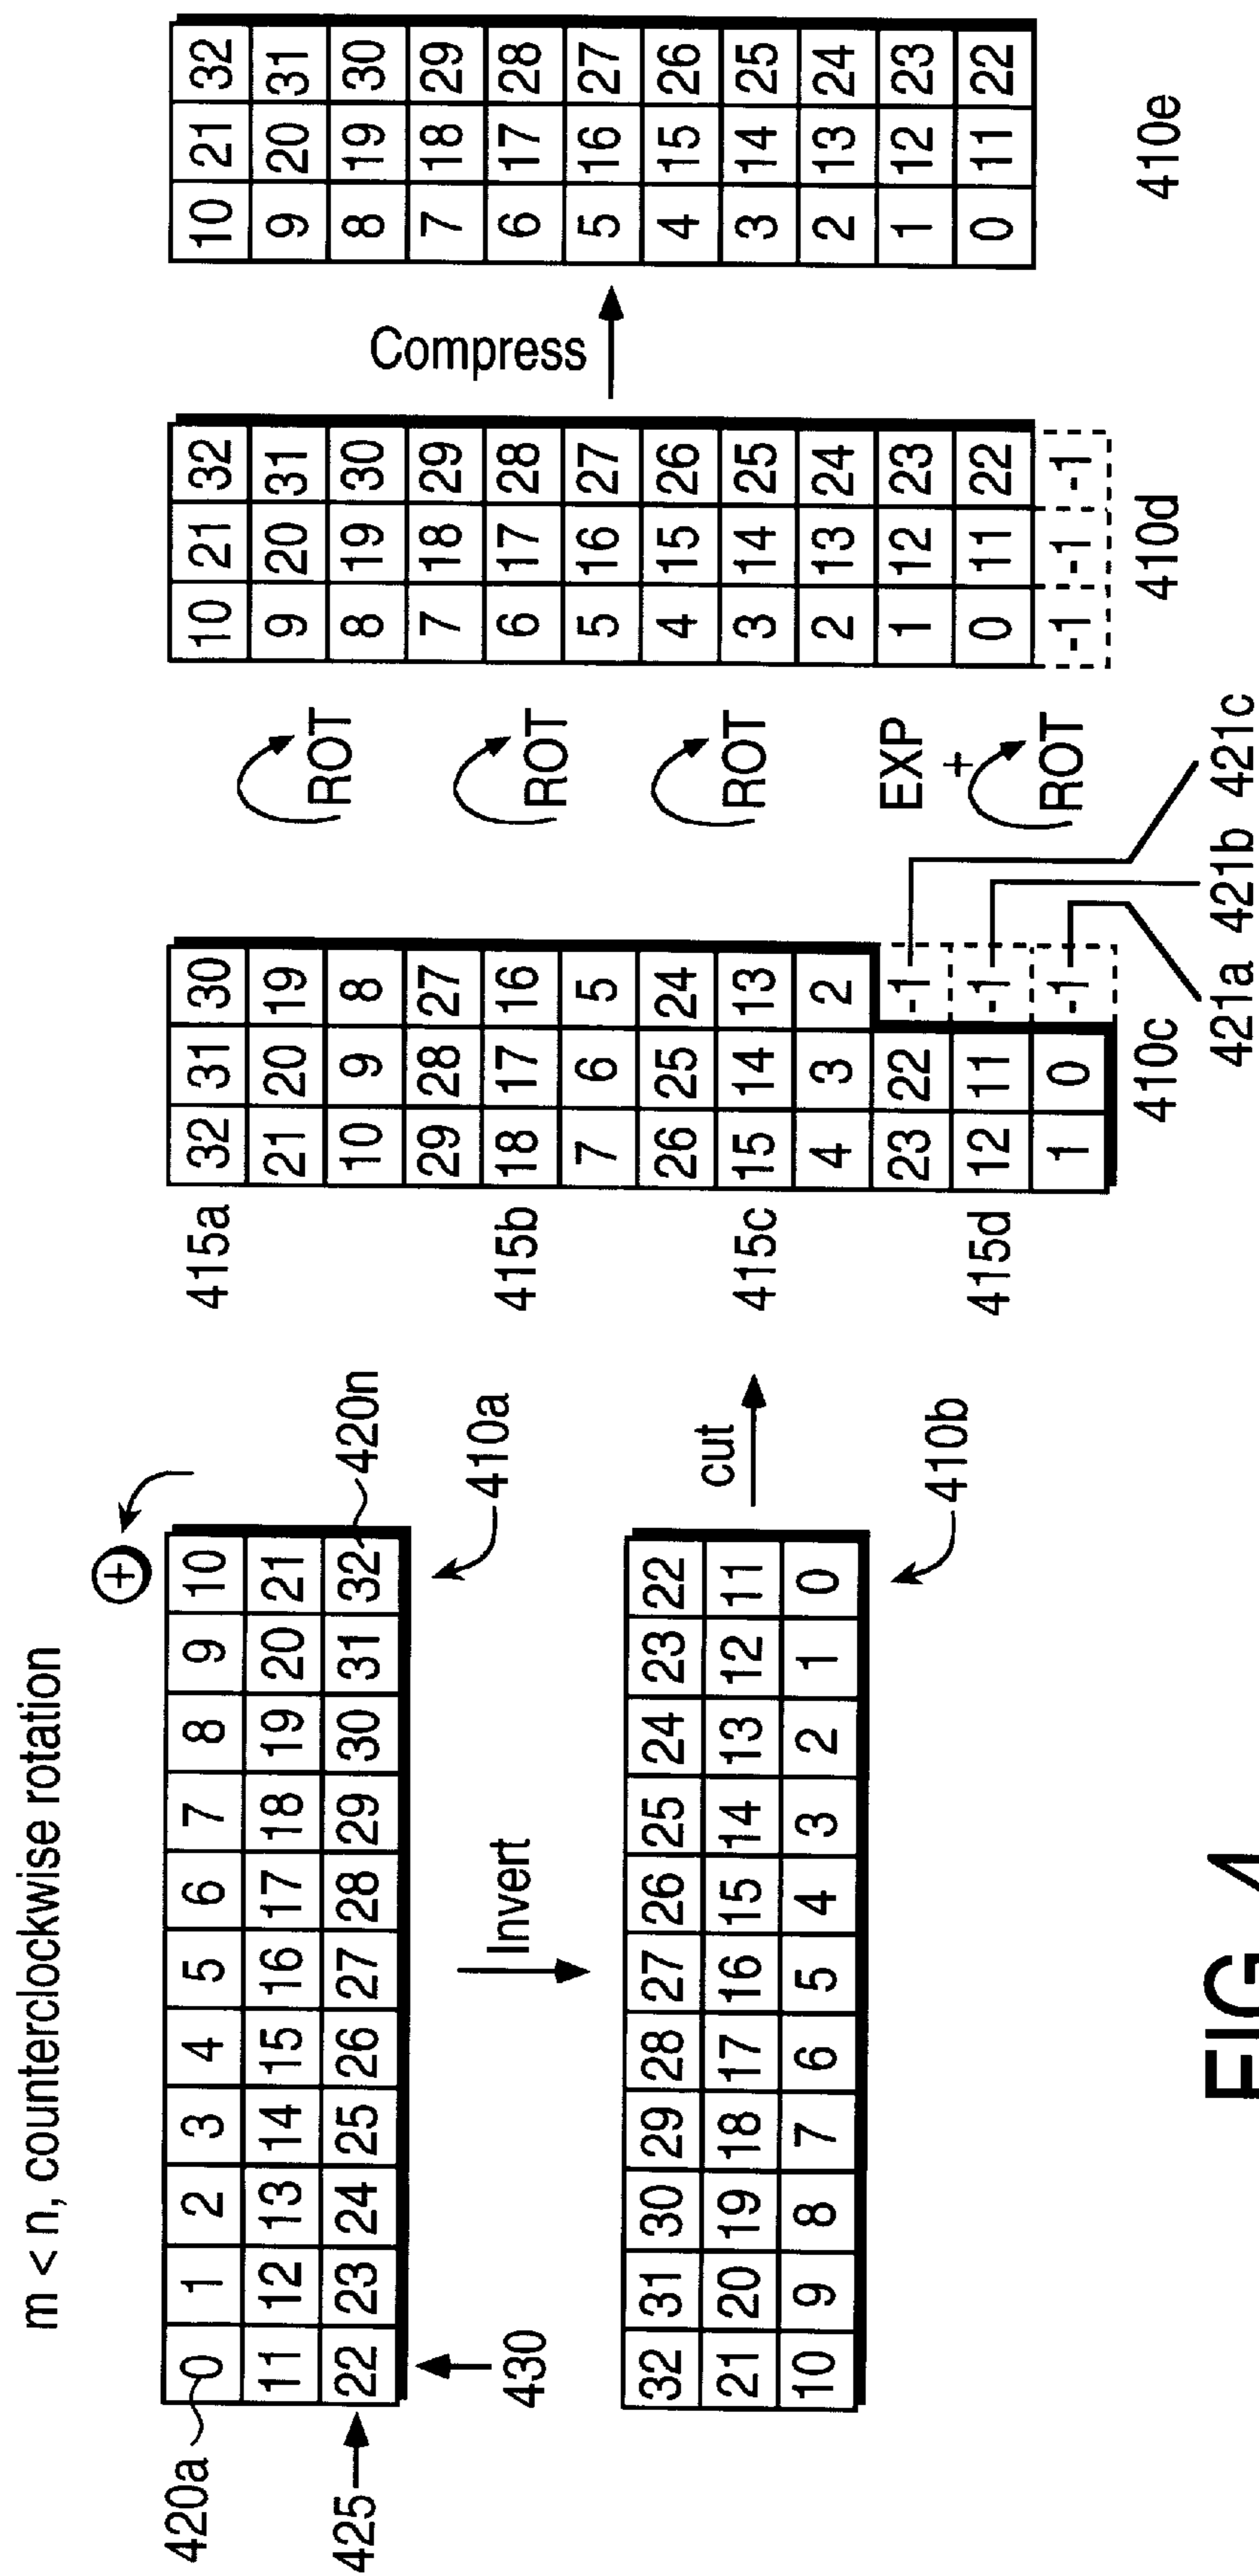 m < n, counterclockwise rotation
+
420a
0 1 2 3 4 5 6 7 8 9 10
11 12 13 14 15 16 17 18 19 20 21
425 22 23 24 25 26 27 28 29 30 31 32 420n
430
410a
Invert
32 31 30 29 28 27 26 25 24 23 22
21 20 19 18 17 16 15 14 13 12 11
10 9 8 7 6 5 4 3 2 1 0
410b
cut
415a
32 31 30
21 20 19
10 9 8
415b
29 28 27
18 17 16
7 6 5
415c
26 25 24
15 14 13
4 3 2
415d
23 22 -1
12 11 -1
1 0 -1
410c
421a 421b 421c
ROT
ROT
ROT
EXP
+
ROT
10 21 32
9 20 31
8 19 30
7 18 29
6 17 28
5 16 27
4 15 26
3 14 25
2 13 24
1 12 23
0 11 22
-1 -1 -1
410d
Compress
10 21 32
9 20 31
8 19 30
7 18 29
6 17 28
5 16 27
4 15 26
3 14 25
2 13 24
1 12 23
0 11 22
410e
FIG. 4